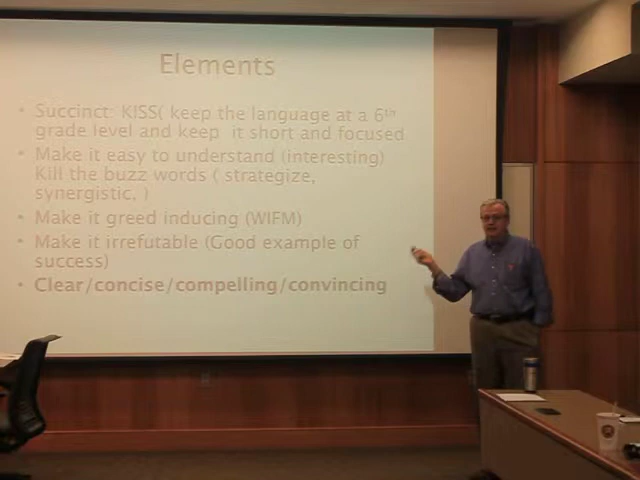 Elements
• Succinct: KISS( keep the language at a 6th
grade level and keep it short and focused
• Make it easy to understand (interesting)
Kill the buzz words ( strategize,
synergistic, )
• Make it greed inducing (WIFM)
• Make it irrefutable (Good example of
success)
• Clear/concise/compelling/convincing